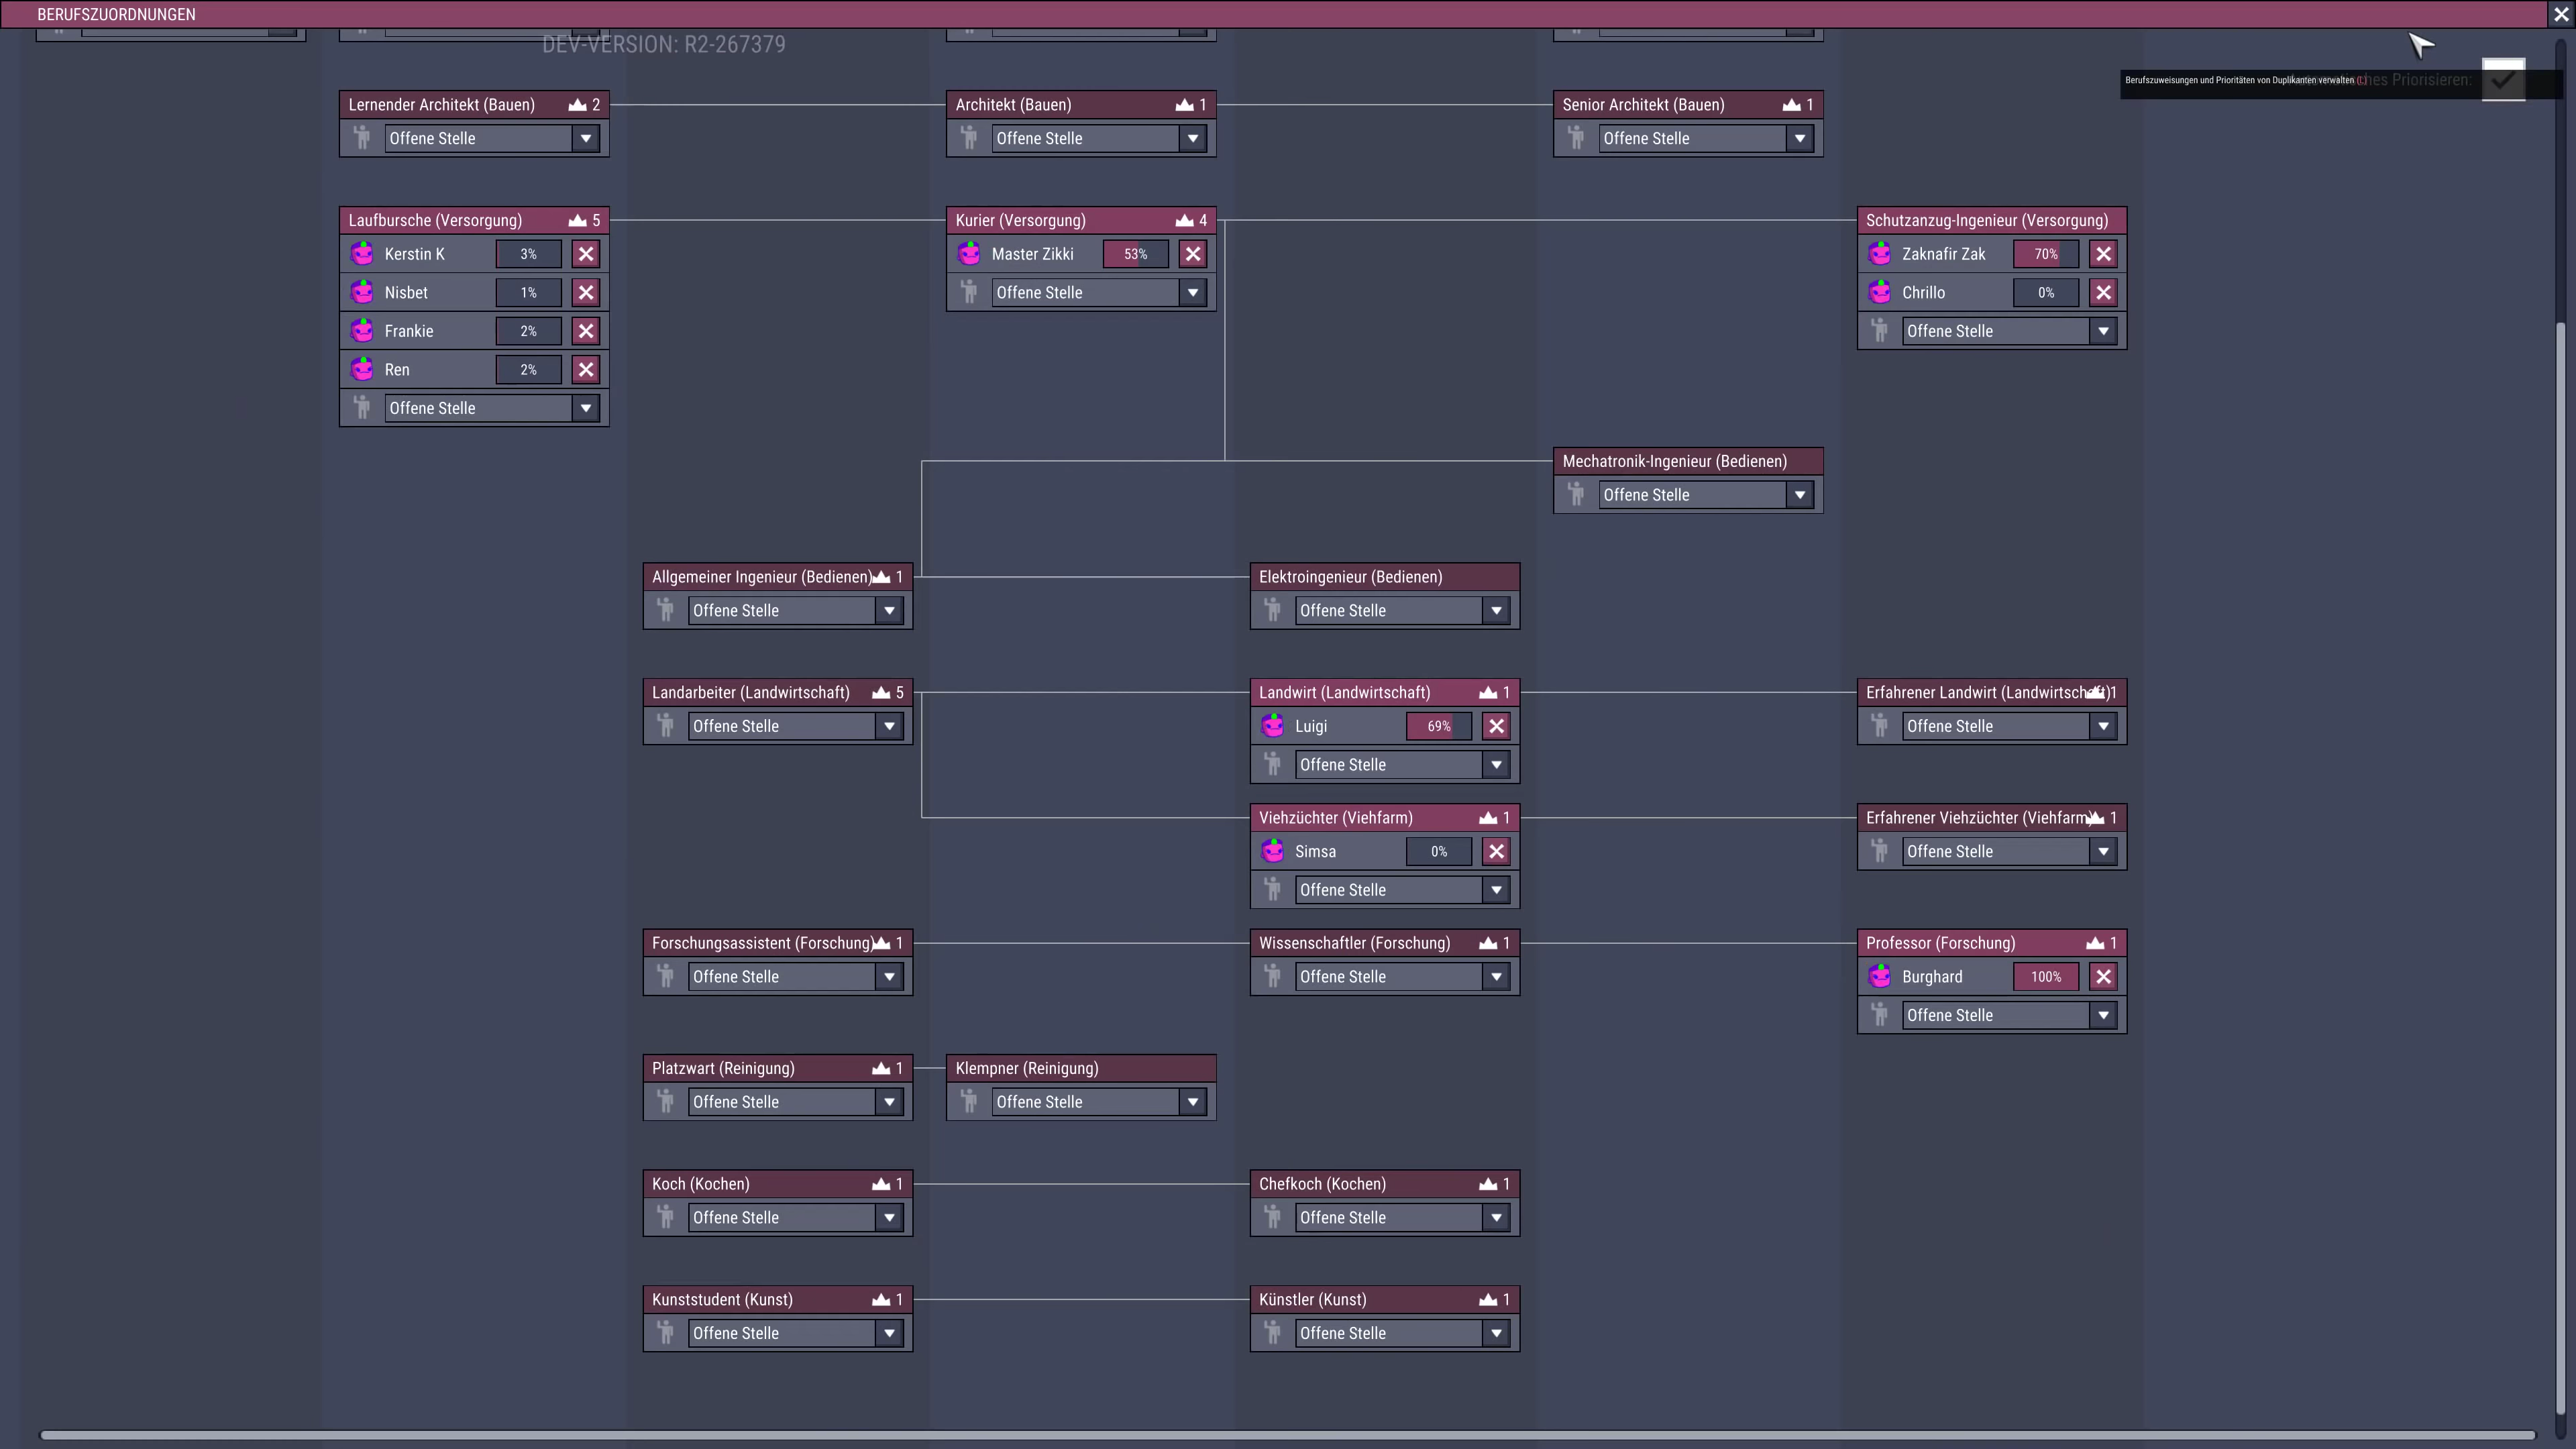 BERUFSZUORDNUNGEN
DEV-VERSION: R2-267379
Berufszuweisungen und Prioritäten von Duplikanten verwalten
Priorisieren:
Lernender Architekt (Bauen) 2
Architekt (Bauen) 1
Senior Architekt (Bauen) 1
Offene Stelle
Offene Stelle
Offene Stelle
Laufbursche (Versorgung) 5
Kurier (Versorgung) 4
Schutzanzug-Ingenieur (Versorgung)
Kerstin K 3%
Master Zikki 53%
Zaknafir Zak 70%
Nisbet 1%
Offene Stelle
Chrillo 0%
Frankie 2%
Offene Stelle
Ren 2%
Offene Stelle
Mechatronik-Ingenieur (Bedienen)
Offene Stelle
Allgemeiner Ingenieur (Bedienen) 1
Elektroingenieur (Bedienen)
Offene Stelle
Offene Stelle
Landarbeiter (Landwirtschaft) 5
Landwirt (Landwirtschaft) 1
Erfahrener Landwirt (Landwirtschaft) 1
Offene Stelle
Luigi 69%
Offene Stelle
Offene Stelle
Viehzüchter (Viehfarm) 1
Erfahrener Viehzüchter (Viehfarm) 1
Simsa 0%
Offene Stelle
Offene Stelle
Forschungsassistent (Forschung) 1
Wissenschaftler (Forschung) 1
Professor (Forschung) 1
Offene Stelle
Offene Stelle
Burghard 100%
Offene Stelle
Platzwart (Reinigung) 1
Klempner (Reinigung)
Offene Stelle
Offene Stelle
Koch (Kochen) 1
Chefkoch (Kochen) 1
Offene Stelle
Offene Stelle
Kunststudent (Kunst) 1
Künstler (Kunst) 1
Offene Stelle
Offene Stelle